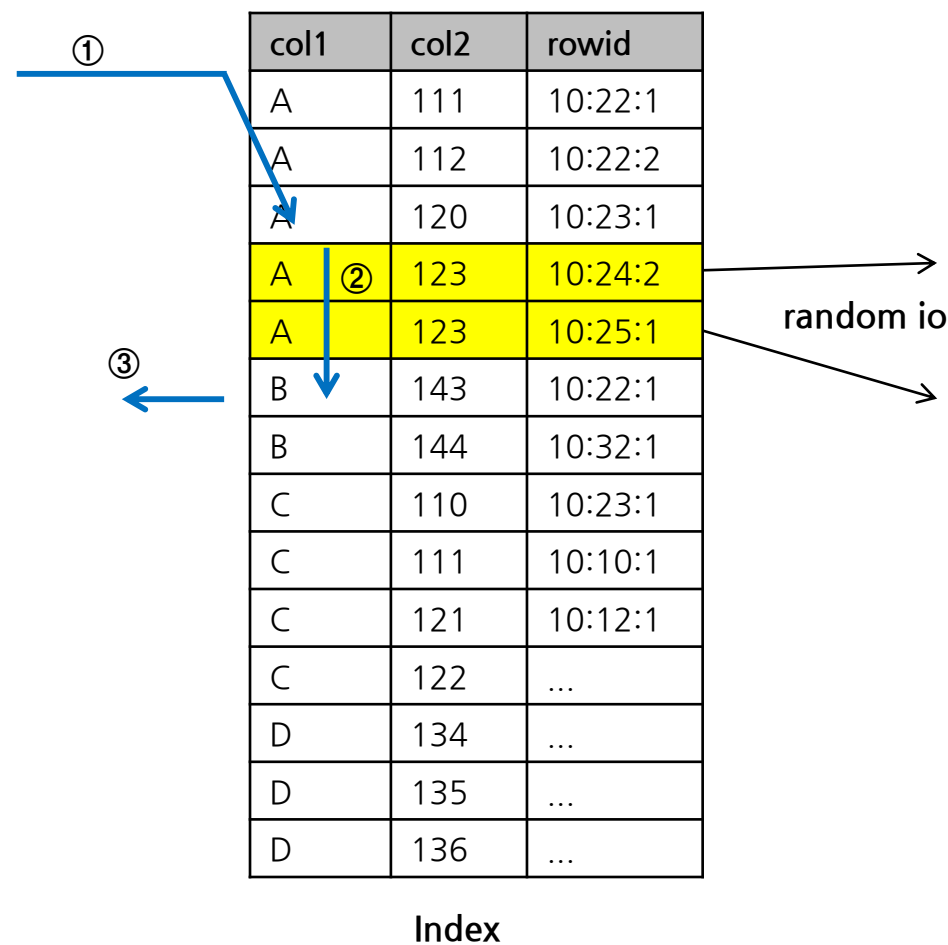 ①
col1 col2 rowid
A 111 10:22:1
A 112 10:22:2
A 120 10:23:1
A ② 123 10:24:2
random io
A 123 10:25:1
③
B 143 10:22:1
B 144 10:32:1
C 110 10:23:1
C 111 10:10:1
C 121 10:12:1
C 122 ...
D 134 ...
D 135 ...
D 136 ...
Index